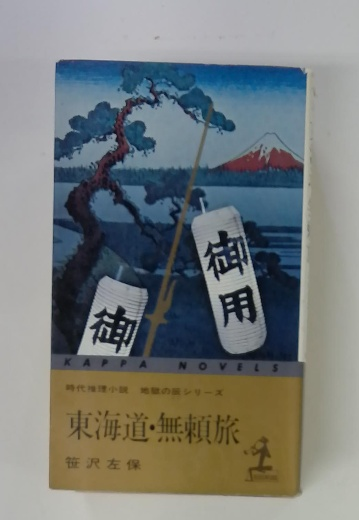 御用
御
KAPPA NOVELS
時代推理小説 地獄の辰シリーズ
東海道・無頼旅
笹沢左保